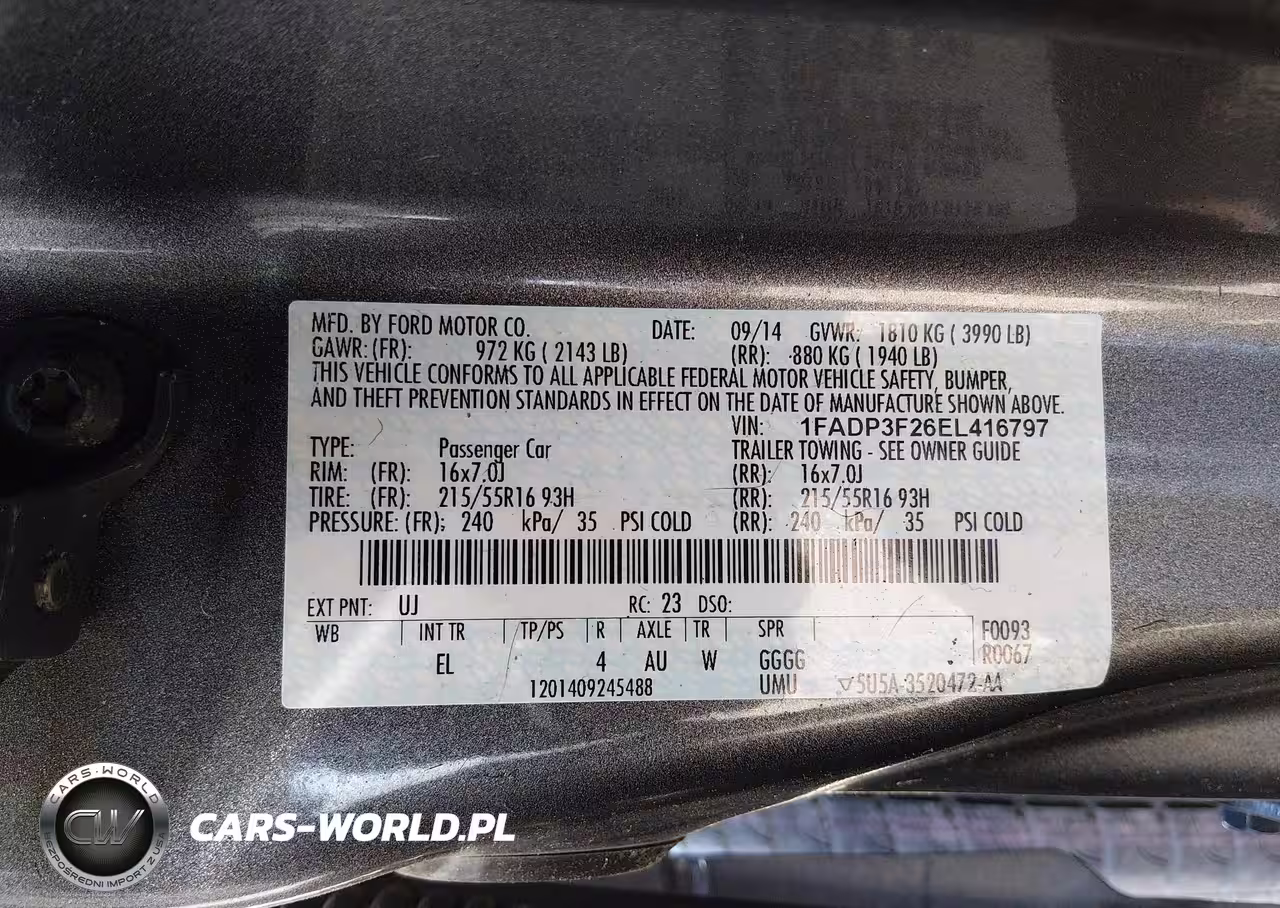 MFD. BY FORD MOTOR CO. DATE: 09/14 GVWR: 1810 KG ( 3990 LB)
GAWR: (FR): 972 KG ( 2143 LB) (RR): 880 KG ( 1940 LB)
THIS VEHICLE CONFORMS TO ALL APPLICABLE FEDERAL MOTOR VEHICLE SAFETY, BUMPER,
AND THEFT PREVENTION STANDARDS IN EFFECT ON THE DATE OF MANUFACTURE SHOWN ABOVE.
VIN: 1FADP3F26EL416797
TYPE: Passenger Car TRAILER TOWING - SEE OWNER GUIDE
RIM: (FR): 16x7.0J (RR): 16x7.0J
TIRE: (FR): 215/55R16 93H (RR): 215/55R16 93H
PRESSURE: (FR): 240 kPa/ 35 PSI COLD (RR): 240 kPa/ 35 PSI COLD
EXT PNT: UJ RC: 23 DSO:
WB INT TR TP/PS R AXLE TR SPR F0093
EL 4 AU W GGGG R0067
1201409245488 UMU 5U5A-3520472-AA
CARS-WORLD
CW
BEZPOŚREDNI IMPORT Z USA
CARS-WORLD.PL